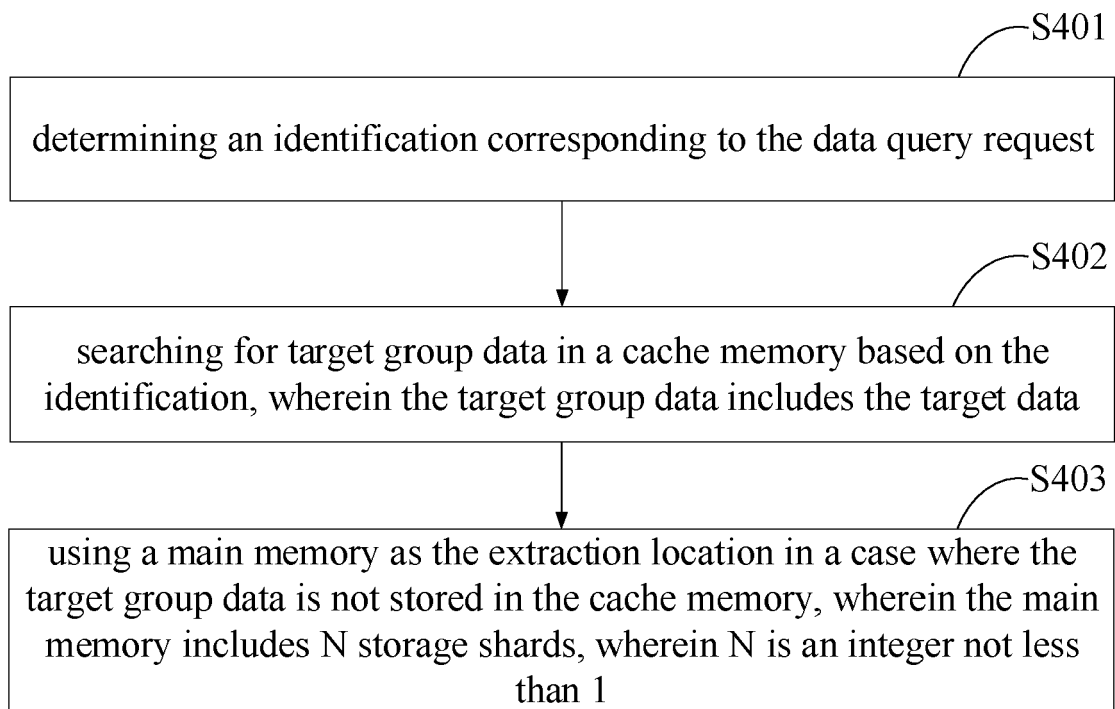 S401
determining an identification corresponding to the data query request
S402
searching for target group data in a cache memory based on the
identification, wherein the target group data includes the target data
S403
using a main memory as the extraction location in a case where the
target group data is not stored in the cache memory, wherein the main
memory includes N storage shards, wherein N is an integer not less
than 1